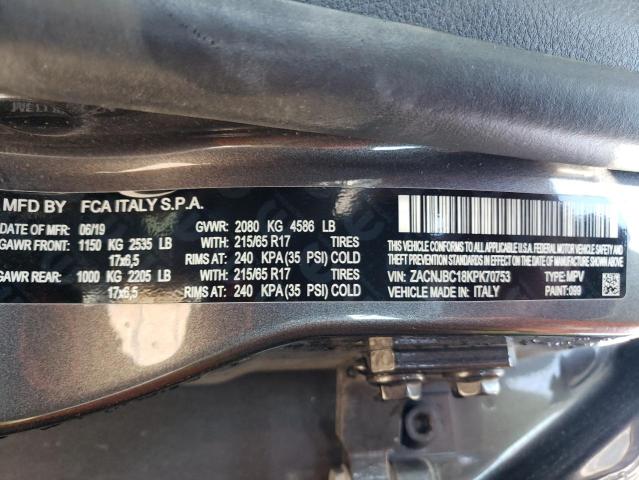 MFD BY FCA ITALY S.P.A.
DATE OF MFR: 06/19 GVWR: 2080 KG 4586 LB
GAWR FRONT: 1150 KG 2535 LB WITH: 215/65 R17 TIRES
17x6,5 RIMS AT: 240 KPA(35 PSI) COLD
GAWR REAR: 1000 KG 2205 LB WITH: 215/65 R17 TIRES
17x6,5 RIMS AT: 240 KPA(35 PSI) COLD
THIS VEHICLE CONFORMS TO ALL APPLICABLE U.S.A.
FEDERAL MOTOR VEHICLE SAFETY, BUMPER, AND
THEFT PREVENTION STANDARDS IN EFFECT ON THE
DATE OF MANUFACTURE SHOWN ABOVE.
VIN: ZACNJBC18KPK70753 TYPE: MPV
VEHICLE MADE IN: ITALY PAINT: 099